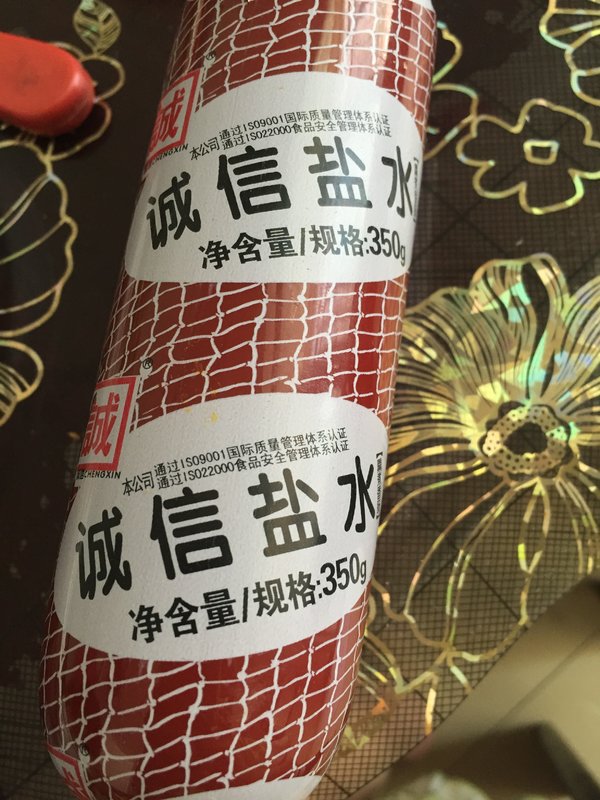 诚
CHENGXIN
本公司
通过ISO9001国际质量管理体系认证
通过ISO22000食品安全管理体系认证
诚信盐水
净含量/规格:350g
诚
CHENGXIN
本公司
通过ISO9001国际质量管理体系认证
通过ISO22000食品安全管理体系认证
诚信盐水
净含量/规格:350g